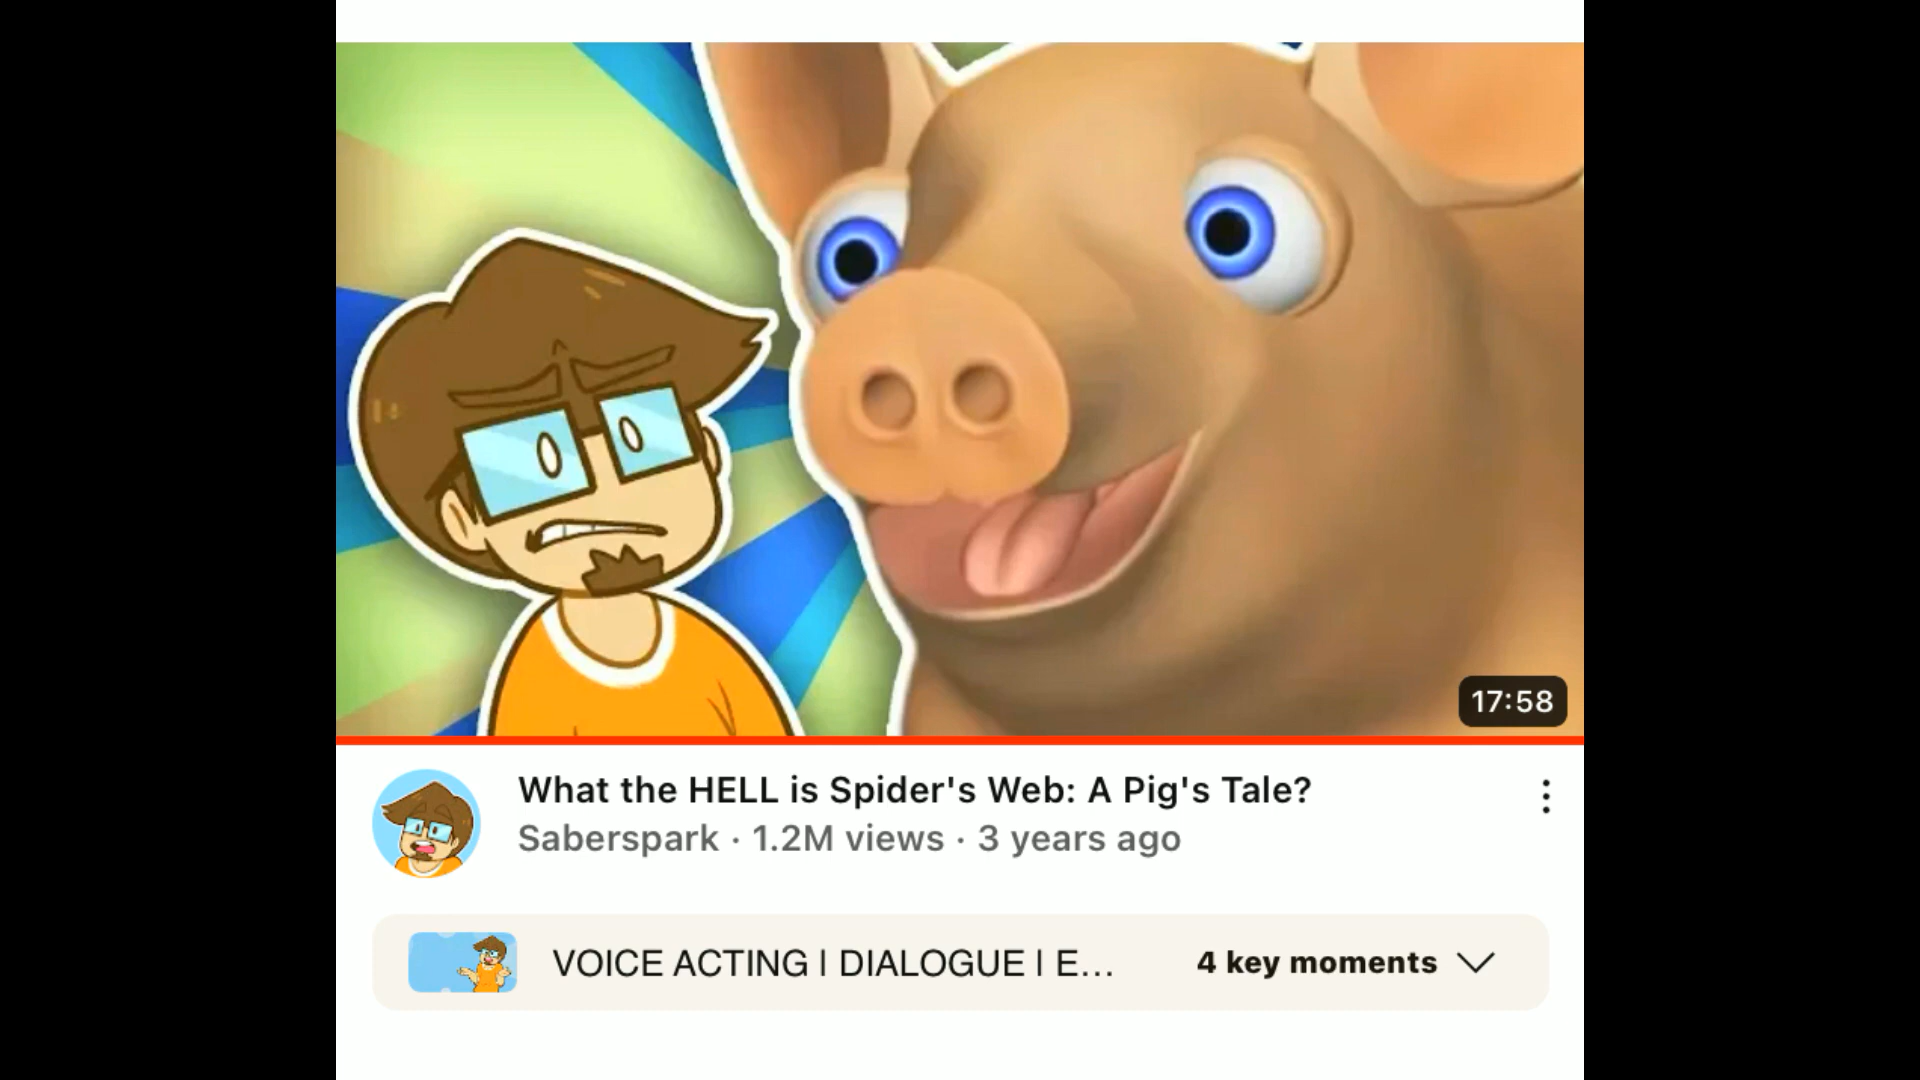 17:58
What the HELL is Spider's Web: A Pig's Tale?
Saberspark · 1.2M views · 3 years ago
VOICE ACTING | DIALOGUE | E... 4 key moments